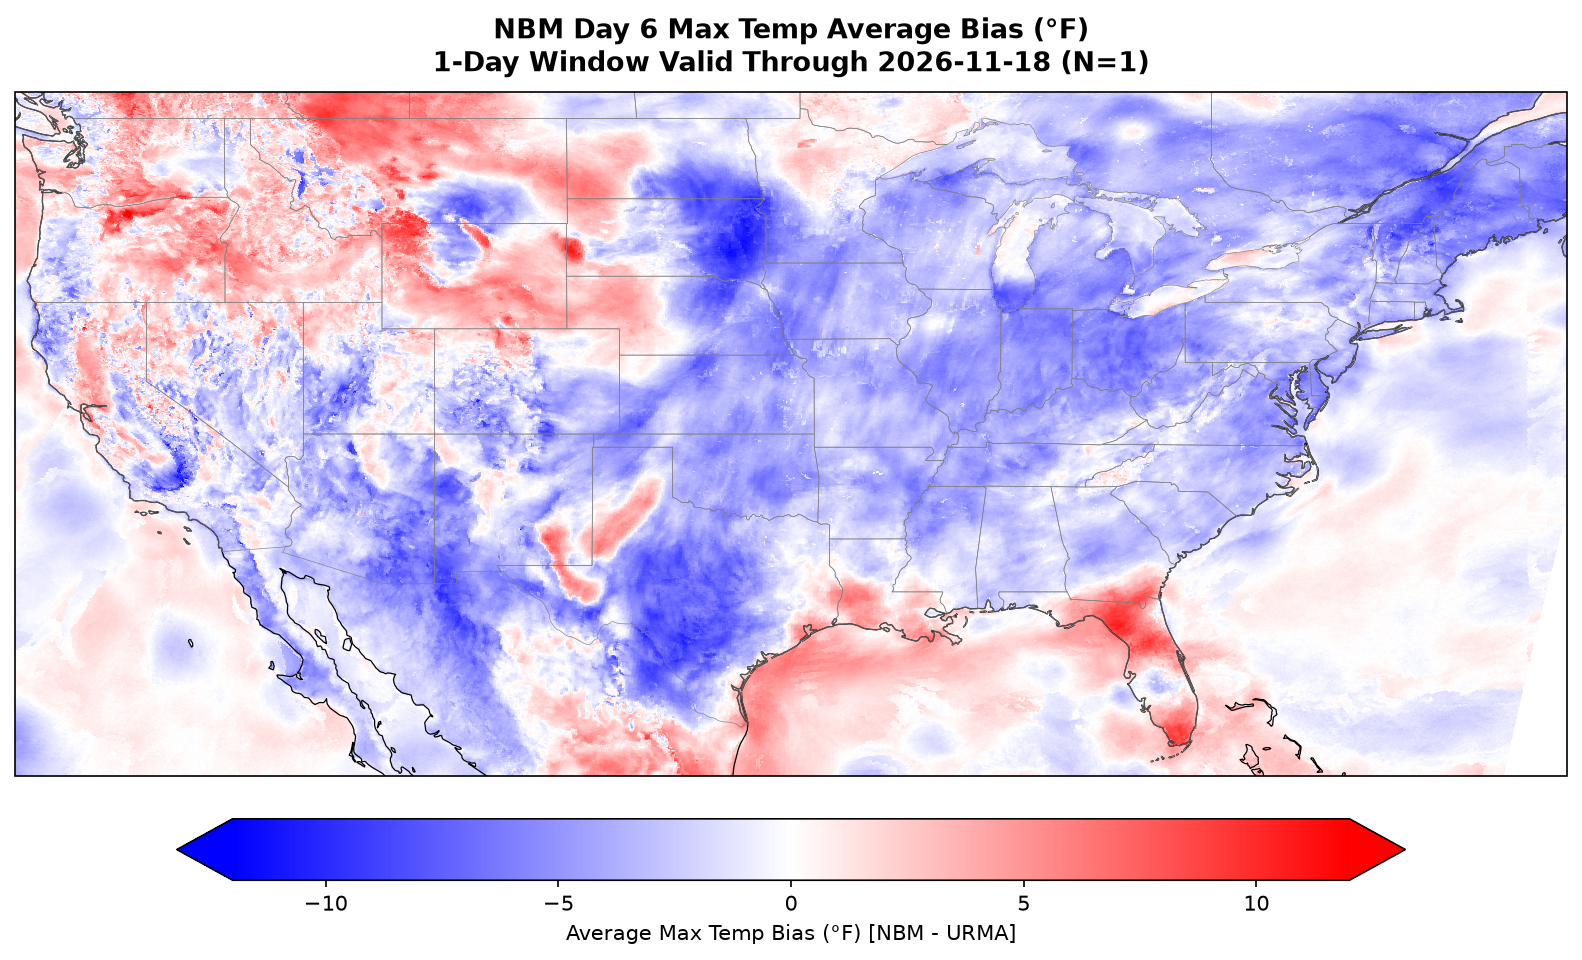 NBM Day 6 Max Temp Average Bias (°F)
1-Day Window Valid Through 2026-11-18 (N=1)
−10 −5 0 5 10
Average Max Temp Bias (°F) [NBM - URMA]